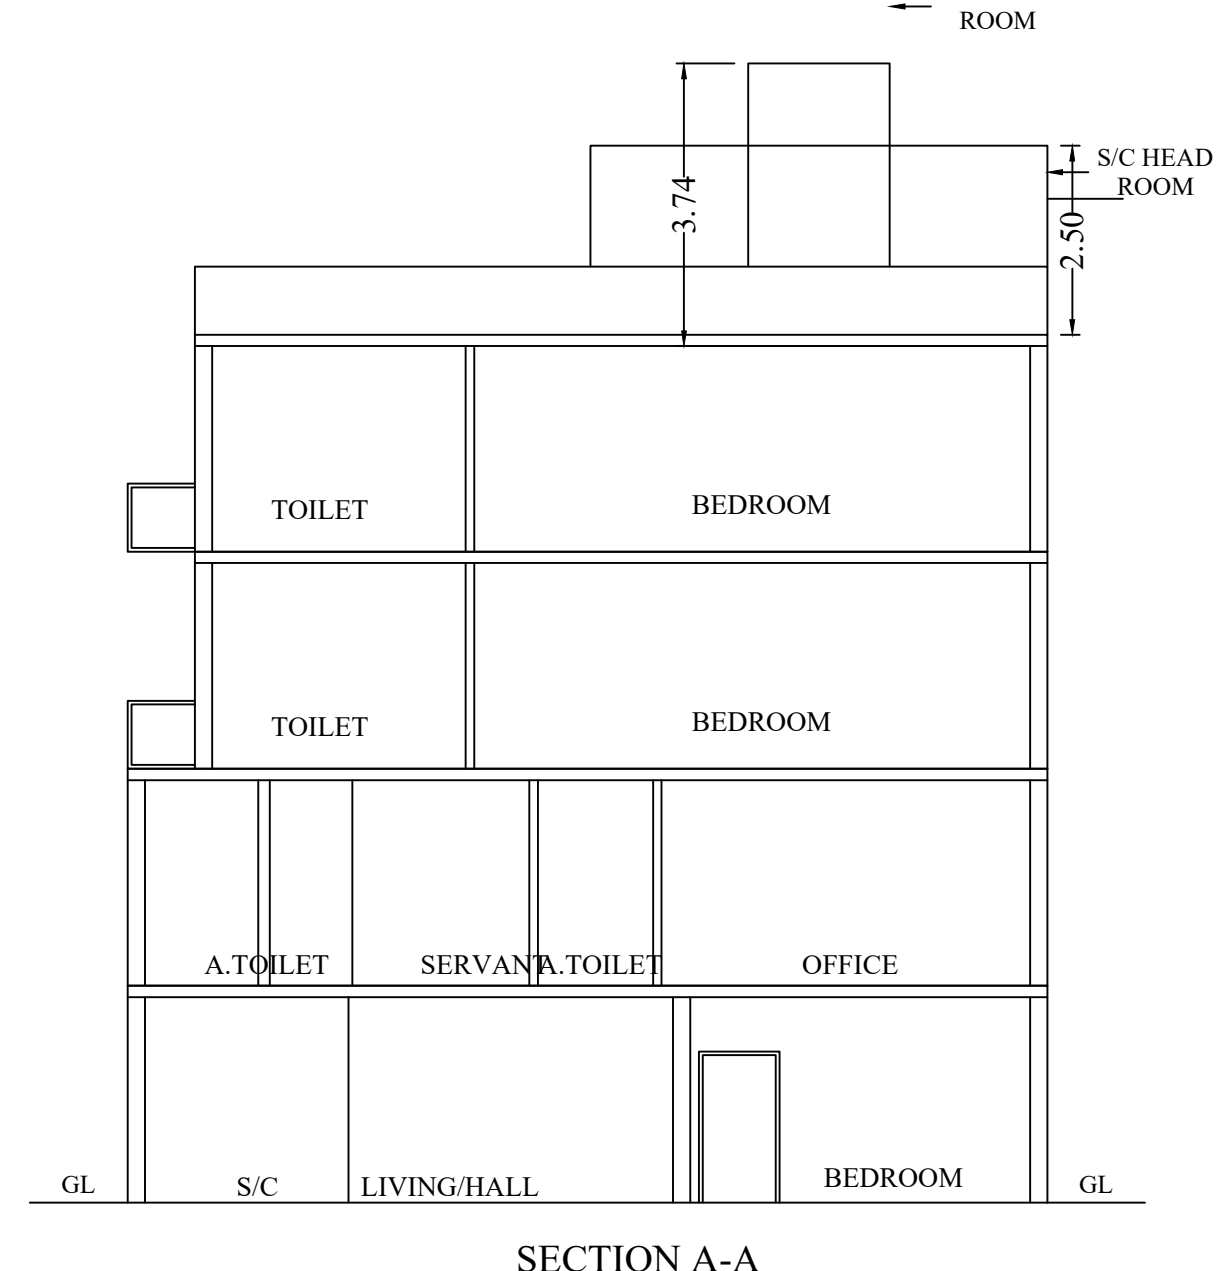 ROOM
S/C HEAD
ROOM
3.74
2.50
TOILET
BEDROOM
TOILET
BEDROOM
A.TOILET
SERVANT
A.TOILET
OFFICE
GL
S/C
LIVING/HALL
BEDROOM
GL
SECTION A-A